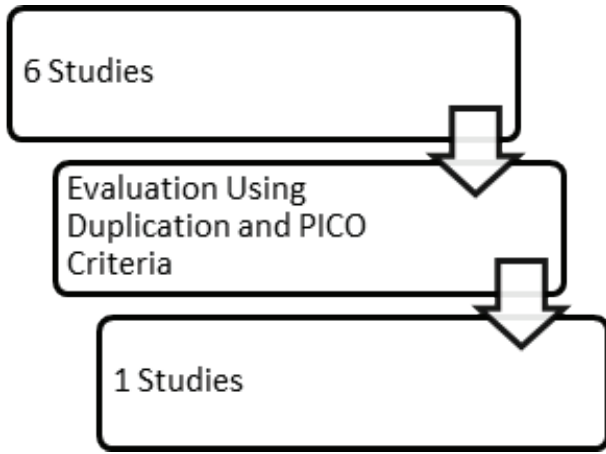 6 Studies
Evaluation Using
Duplication and PICO
Criteria
1 Studies